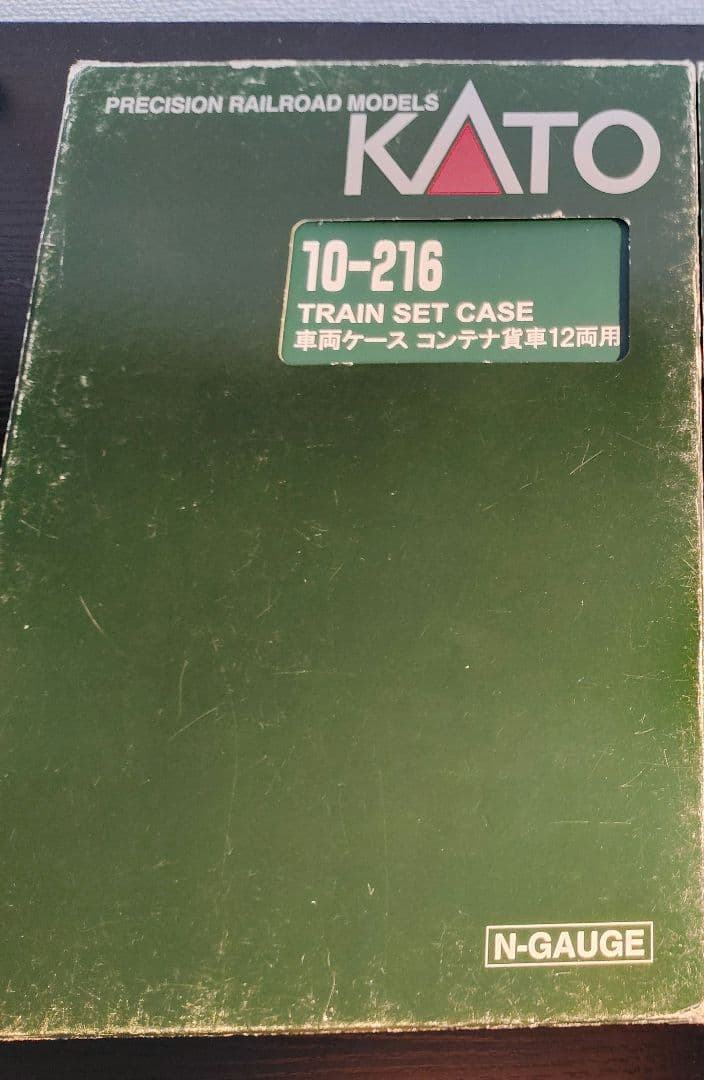 PRECISION RAILROAD MODELS
KATO
10-216
TRAIN SET CASE
車両ケース コンテナ貨車12両用
N-GAUGE